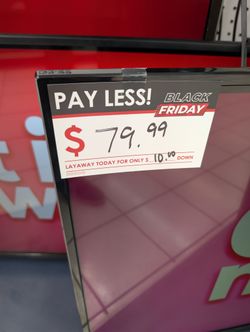 PAY LESS! BLACK FRIDAY
$ 79.99
LAYAWAY TODAY FOR ONLY $ 10.00 DOWN